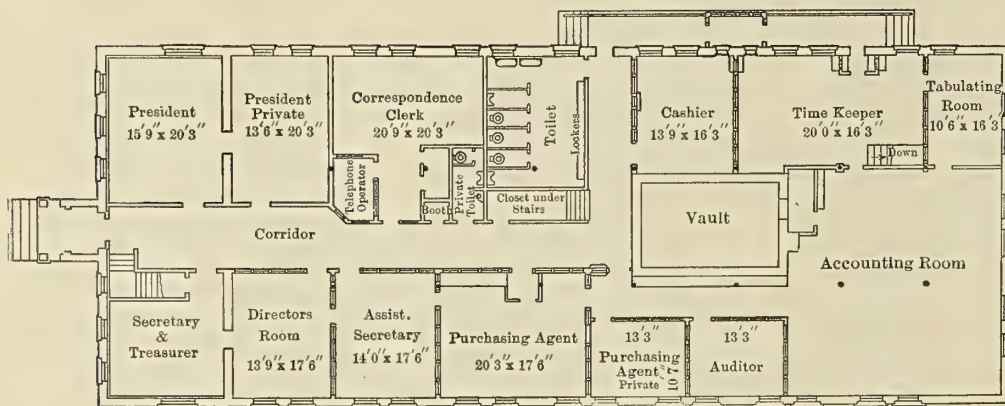 President
15'9" x 20'3"
President
Private
13'6" x 20'3"
Correspondence
Clerk
20'9" x 20'3"
Telephone
Operator
Booth
Private
Toilet
Toilet
Lockers
Closet under
Stairs
Cashier
13'9" x 16'3"
Time Keeper
20'0" x 16'3"
Down
Tabulating
Room
10'6" x 16'3
Corridor
Vault
Accounting Room
Secretary
&
Treasurer
Directors
Room
13'9" x 17'6"
Assist.
Secretary
14'0" x 17'6"
Purchasing Agent
20'3" x 17'6"
13'3"
Purchasing
Agent
Private
10'7"
13'3"
Auditor